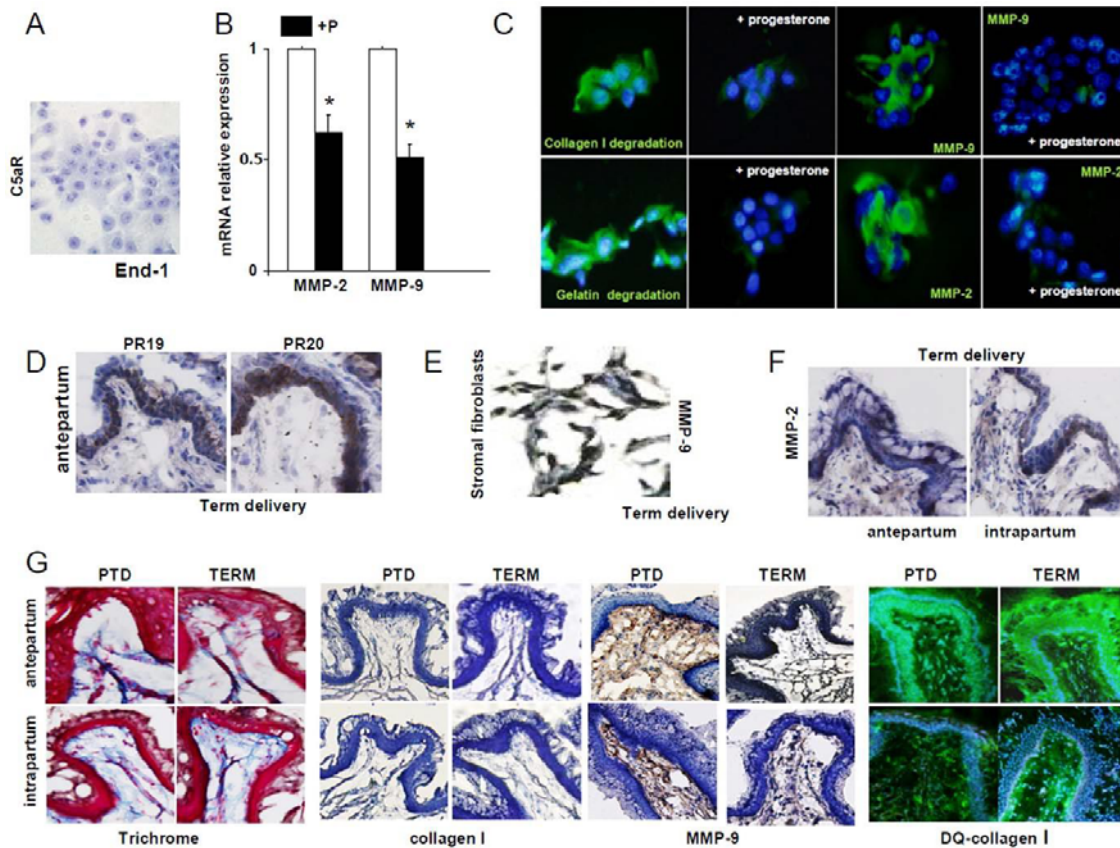 A
C5aR
End-1
B
+P
mRNA relative expression
1
0.5
0
*
*
MMP-2
MMP-9
C
Collagen I degradation
+ progesterone
MMP-9
MMP-9
+ progesterone
Gelatin degradation
+ progesterone
MMP-2
MMP-2
+ progesterone
D
PR19
PR20
antepartum
Term delivery
E
Stromal fibroblasts
MMP-9
Term delivery
F
Term delivery
MMP-2
antepartum
intrapartum
G
PTD
TERM
PTD
TERM
PTD
TERM
PTD
TERM
antepartum
intrapartum
Trichrome
collagen I
MMP-9
DQ-collagen I